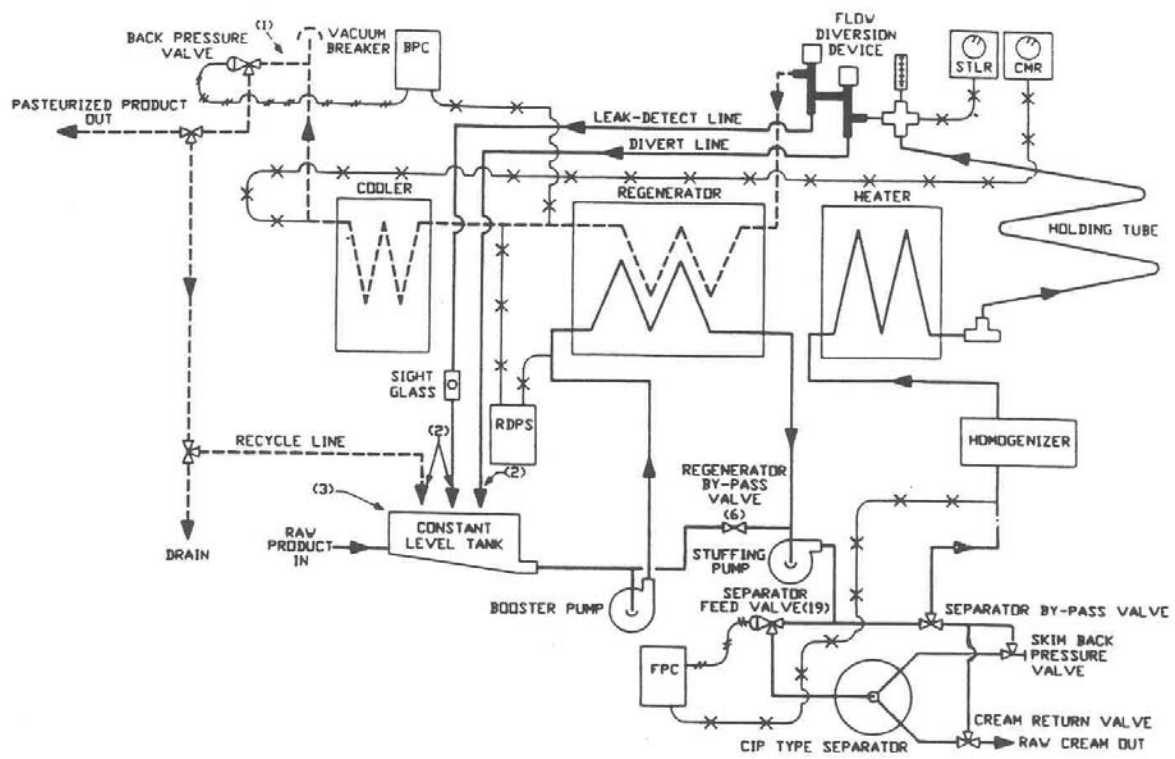 (1)
BACK PRESSURE
VALVE
VACUUM
BREAKER
BPC
FLOW
DIVERSION
DEVICE
STLR
CMR
PASTEURIZED PRODUCT
OUT
LEAK-DETECT LINE
DIVERT LINE
COOLER
REGENERATOR
HEATER
HOLDING TUBE
SIGHT
GLASS
RDPS
HOMOGENIZER
RECYCLE LINE
(2)
(2)
(3)
REGENERATOR
BY-PASS
VALVE
(6)
CONSTANT
LEVEL TANK
RAW
PRODUCT
IN
DRAIN
STUFFING
PUMP
BOOSTER PUMP
SEPARATOR
FEED VALVE(19)
SEPARATOR BY-PASS VALVE
SKIM BACK
PRESSURE
VALVE
FPC
CREAM RETURN VALVE
RAW CREAM OUT
CIP TYPE SEPARATOR